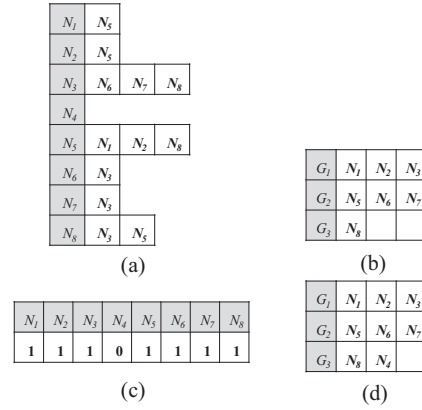 N1 N5
N2 N5
N3 N6 N7 N8
N4
N5 N1 N2 N8
N6 N3
N7 N3
N8 N3 N5
(a)
G1 N1 N2 N3
G2 N5 N6 N7
G3 N8
(b)
N1 N2 N3 N4 N5 N6 N7 N8
1 1 1 0 1 1 1 1
(c)
G1 N1 N2 N3
G2 N5 N6 N7
G3 N8 N4
(d)